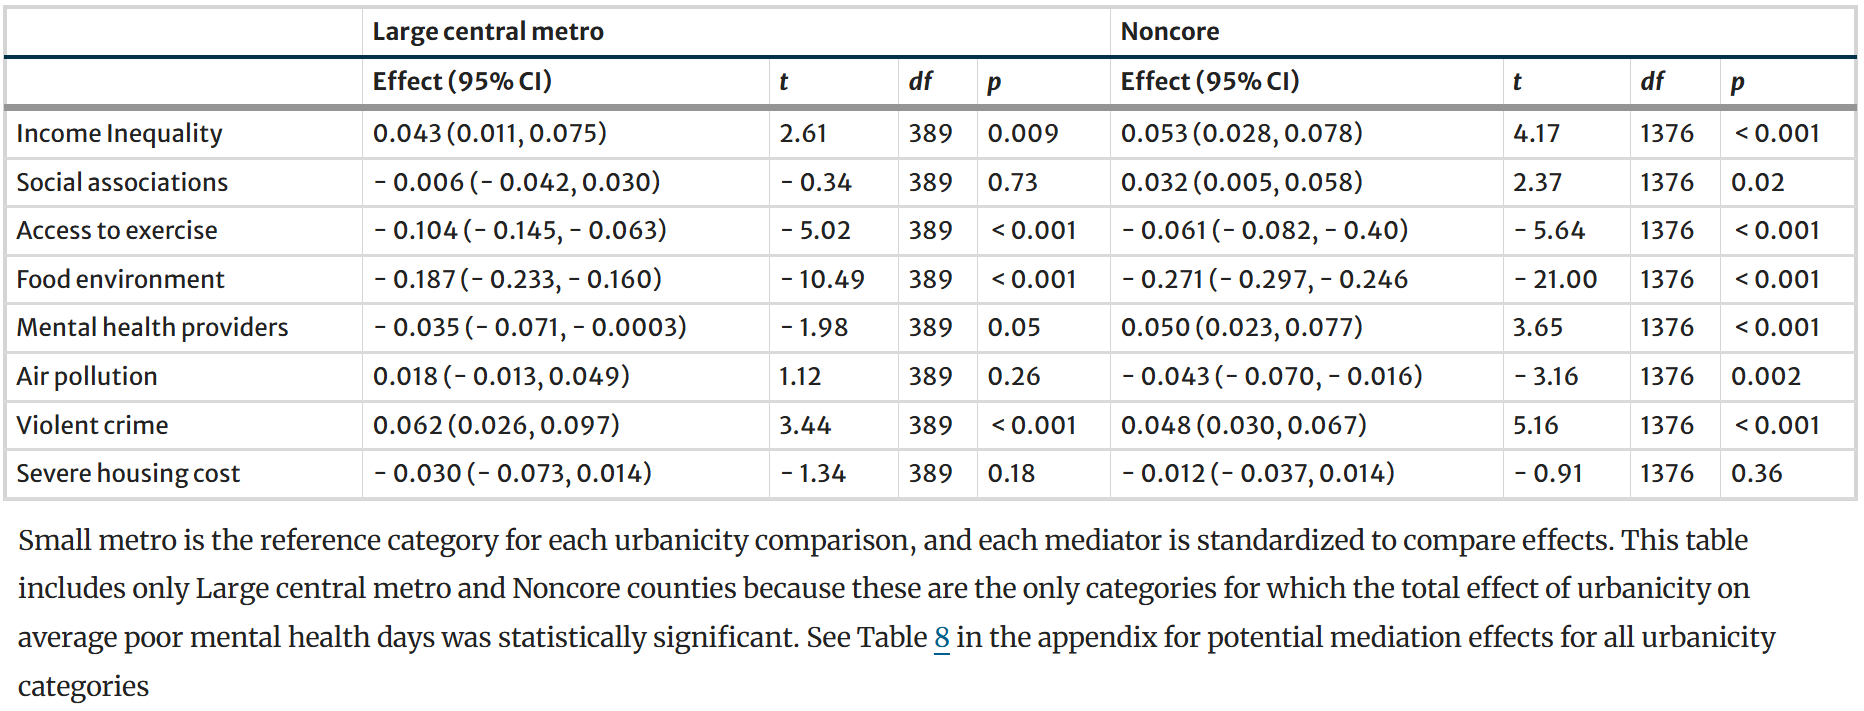 Large central metro Noncore
Effect (95% CI) t df p Effect (95% CI) t df p
Income Inequality 0.043 (0.011, 0.075) 2.61 389 0.009 0.053 (0.028, 0.078) 4.17 1376 < 0.001
Social associations − 0.006 (− 0.042, 0.030) − 0.34 389 0.73 0.032 (0.005, 0.058) 2.37 1376 0.02
Access to exercise − 0.104 (− 0.145, − 0.063) − 5.02 389 < 0.001 − 0.061 (− 0.082, − 0.40) − 5.64 1376 < 0.001
Food environment − 0.187 (− 0.233, − 0.160) − 10.49 389 < 0.001 − 0.271 (− 0.297, − 0.246 − 21.00 1376 < 0.001
Mental health providers − 0.035 (− 0.071, − 0.0003) − 1.98 389 0.05 0.050 (0.023, 0.077) 3.65 1376 < 0.001
Air pollution 0.018 (− 0.013, 0.049) 1.12 389 0.26 − 0.043 (− 0.070, − 0.016) − 3.16 1376 0.002
Violent crime 0.062 (0.026, 0.097) 3.44 389 < 0.001 0.048 (0.030, 0.067) 5.16 1376 < 0.001
Severe housing cost − 0.030 (− 0.073, 0.014) − 1.34 389 0.18 − 0.012 (− 0.037, 0.014) − 0.91 1376 0.36
Small metro is the reference category for each urbanicity comparison, and each mediator is standardized to compare effects. This table
includes only Large central metro and Noncore counties because these are the only categories for which the total effect of urbanicity on
average poor mental health days was statistically significant. See Table 8 in the appendix for potential mediation effects for all urbanicity
categories